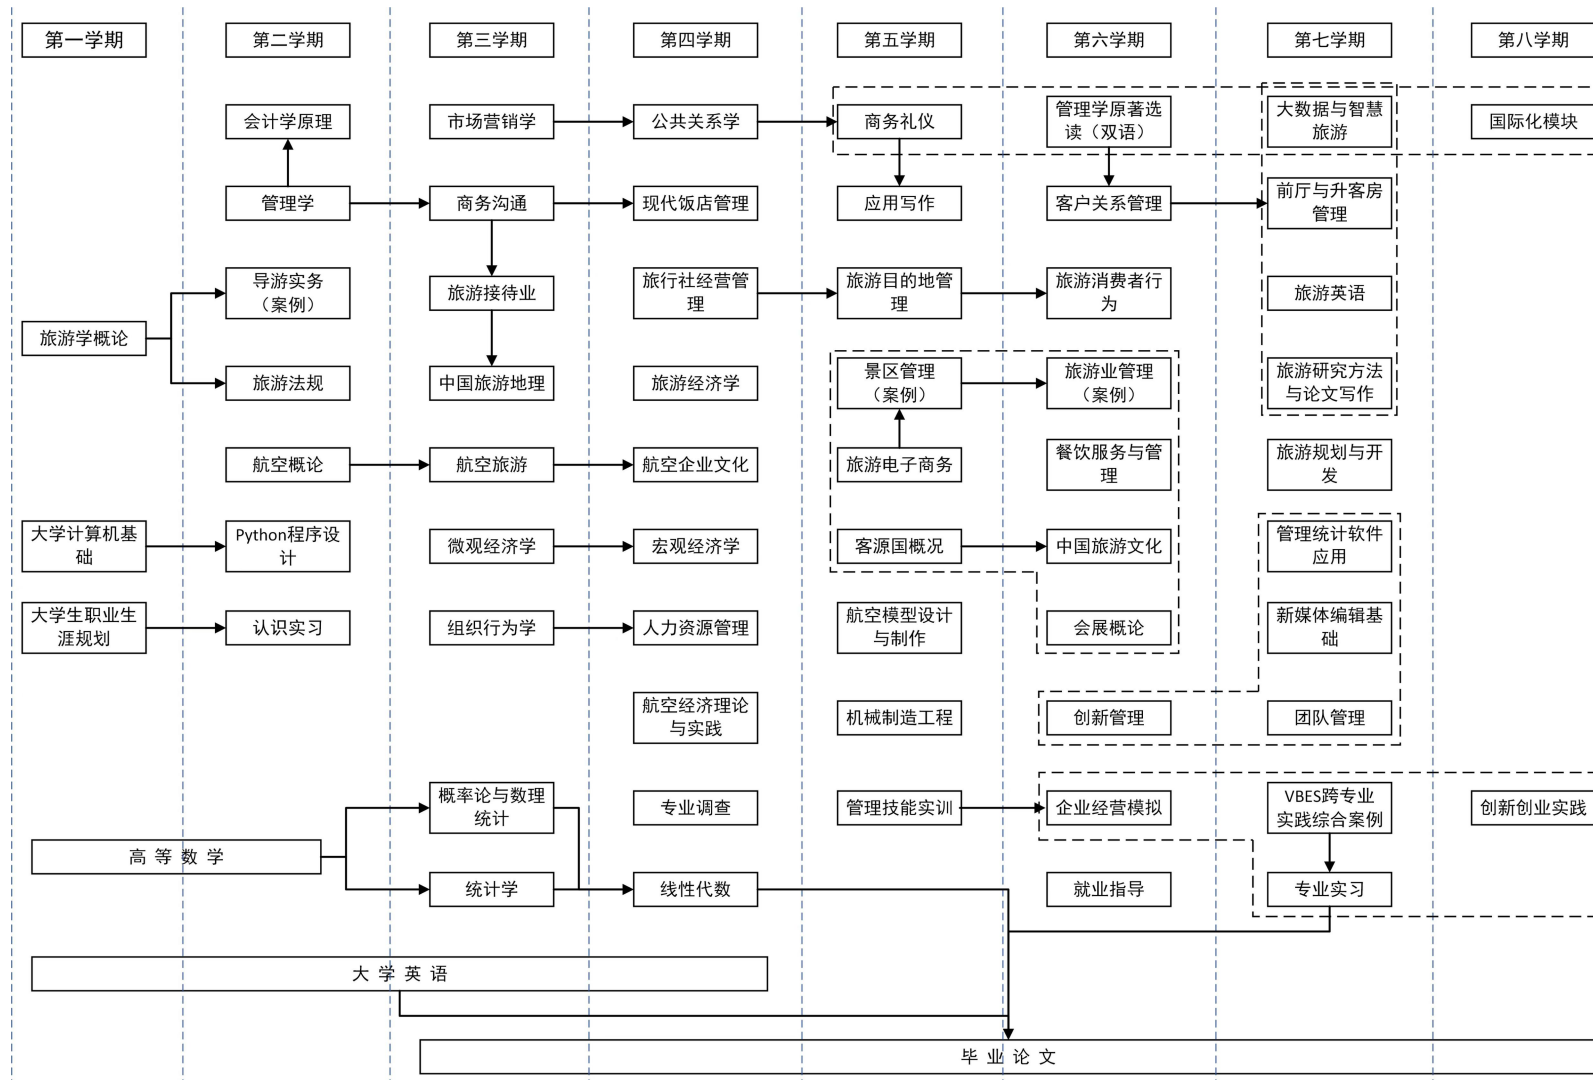 第一学期
第二学期
第三学期
第四学期
第五学期
第六学期
第七学期
第八学期
会计学原理
市场营销学
公共关系学
商务礼仪
管理学原著选
读（双语）
大数据与智慧
旅游
国际化模块
管理学
商务沟通
现代饭店管理
应用写作
客户关系管理
前厅与升客房
管理
导游实务
（案例）
旅游接待业
旅行社经营管
理
旅游目的地管
理
旅游消费者行
为
旅游英语
旅游学概论
旅游法规
中国旅游地理
旅游经济学
景区管理
（案例）
旅游业管理
（案例）
旅游研究方法
与论文写作
航空概论
航空旅游
航空企业文化
旅游电子商务
餐饮服务与管
理
旅游规划与开
发
大学计算机基
础
Python程序设
计
微观经济学
宏观经济学
客源国概况
中国旅游文化
管理统计软件
应用
大学生职业生
涯规划
认识实习
组织行为学
人力资源管理
航空模型设计
与制作
会展概论
新媒体编辑基
础
航空经济理论
与实践
机械制造工程
创新管理
团队管理
概率论与数理
统计
专业调查
管理技能实训
企业经营模拟
VBES跨专业
实践综合案例
创新创业实践
高等数学
统计学
线性代数
就业指导
专业实习
大学英语
毕业论文